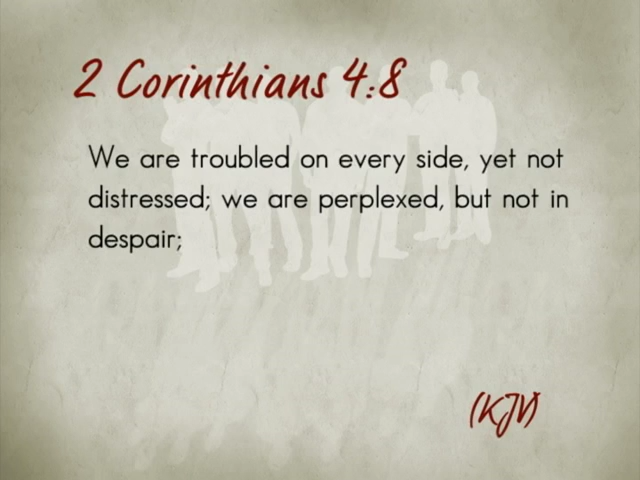 2 Corinthians 4:8
We are troubled on every side, yet not
distressed; we are perplexed, but not in
despair;
(KJV)